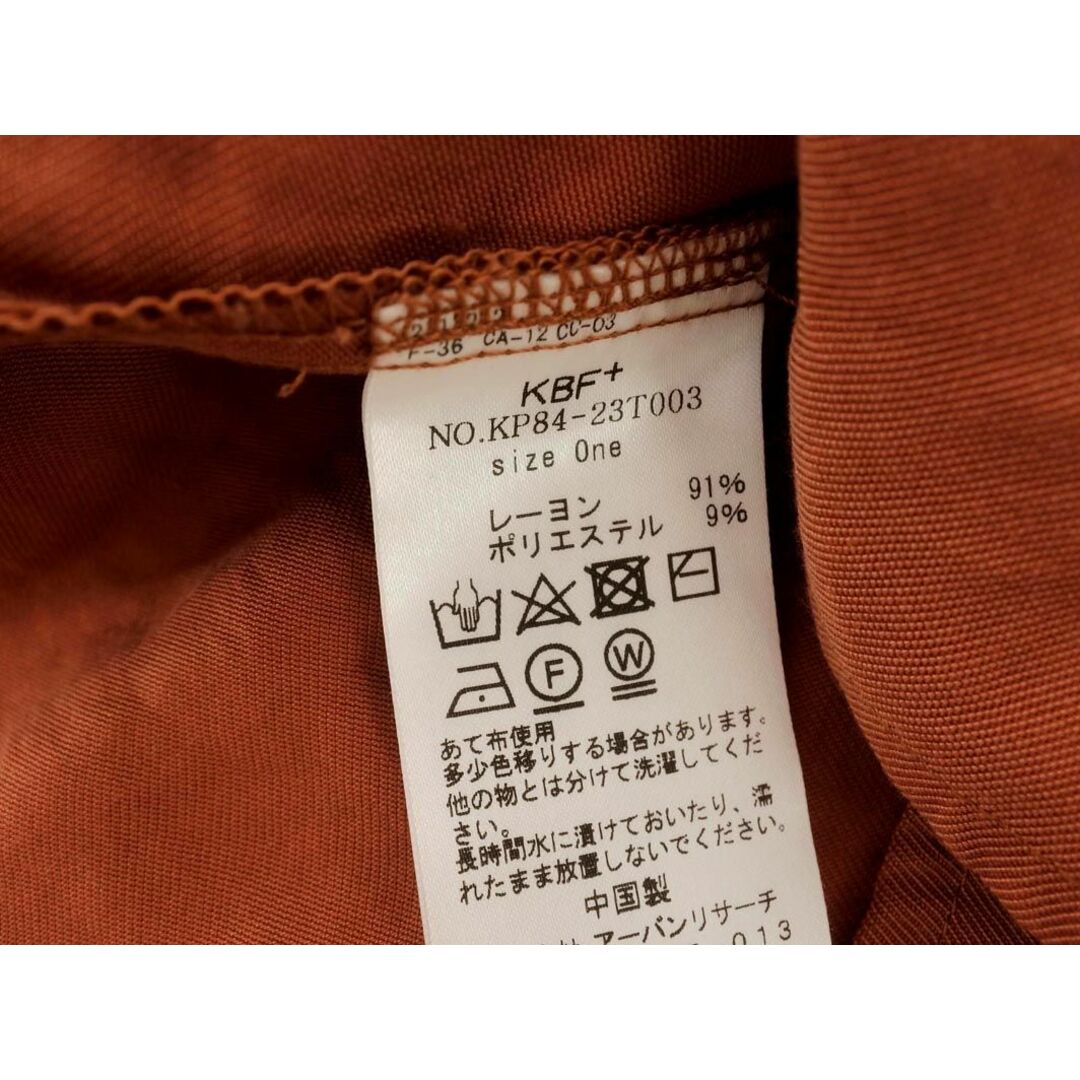 F-36 CA-12 CC-03
KBF+
NO.KP84-23T003
size One
レーヨン 91%
ポリエステル 9%
F W
あて布使用
多少色移りする場合があります。
他の物とは分けて洗濯してくだ
さい。
長時間水に漬けておいたり、濡
れたまま放置しないでください。
中国製
アーバンリサーチ
013